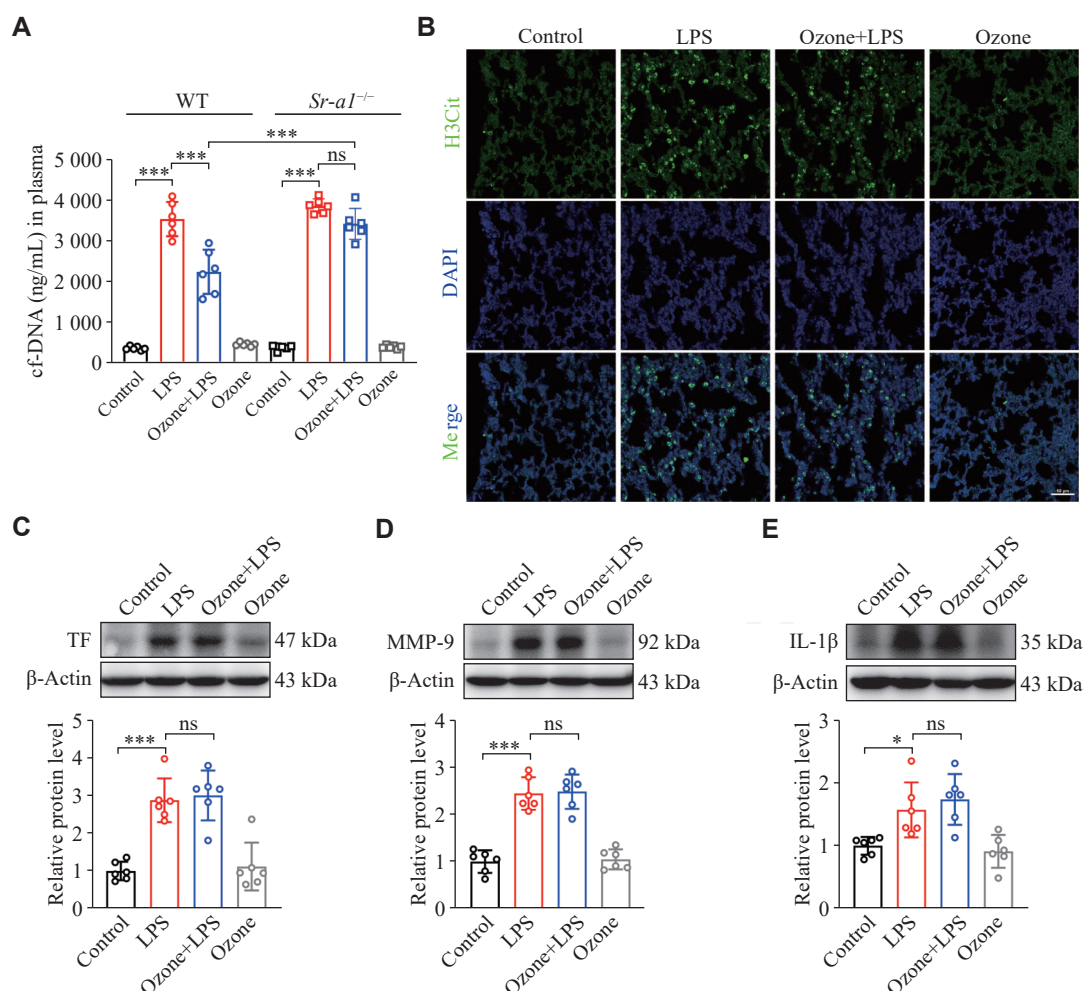 A
WT
Sr-a1−/−
***
***
***
***
ns
cf-DNA (ng/mL) in plasma
5 000
4 000
3 000
2 000
1 000
0
Control
LPS
Ozone+LPS
Ozone
Control
LPS
Ozone+LPS
Ozone
B
Control
LPS
Ozone+LPS
Ozone
H3Cit
DAPI
Merge
C
Control
LPS
Ozone+LPS
Ozone
TF
47 kDa
β-Actin
43 kDa
Relative protein level
5
4
3
2
1
0
***
ns
Control
LPS
Ozone+LPS
Ozone
D
Control
LPS
Ozone+LPS
Ozone
MMP-9
92 kDa
β-Actin
43 kDa
Relative protein level
4
3
2
1
0
***
ns
Control
LPS
Ozone+LPS
Ozone
E
Control
LPS
Ozone+LPS
Ozone
IL-1β
35 kDa
β-Actin
43 kDa
Relative protein level
3
2
1
0
*
ns
Control
LPS
Ozone+LPS
Ozone